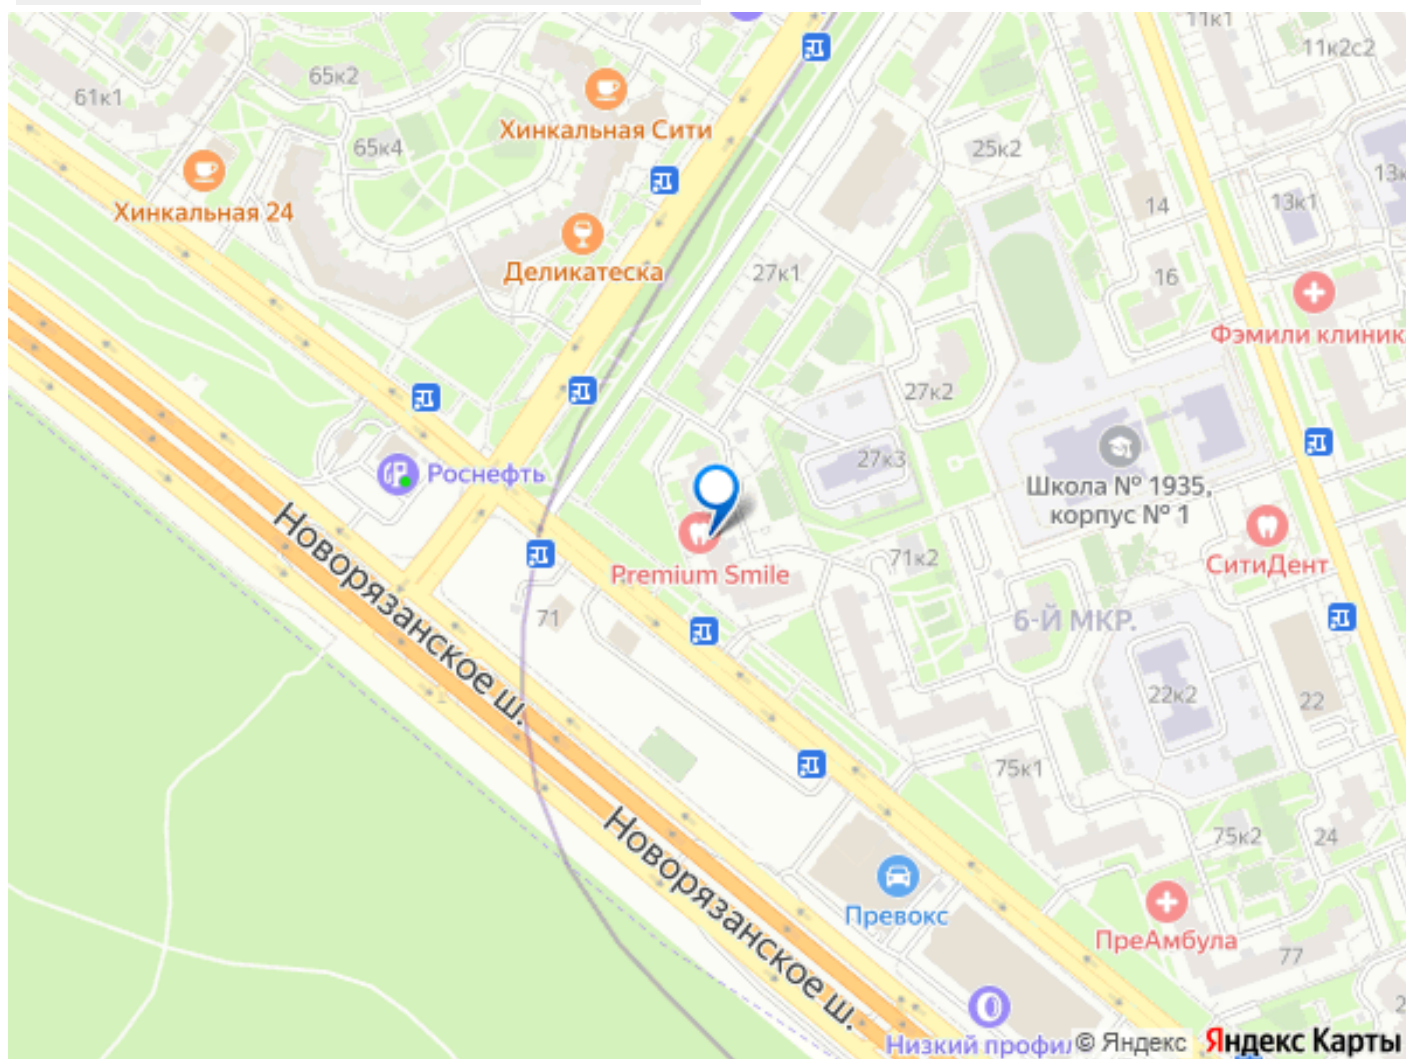 11к1
11к2с2
65к2
61к1
Хинкальная Сити
65к4
25к2
13к1
14
Хинкальная 24
Деликатеска
27к1
16
Фэмили клиник
27к2
27к3
Роснефть
Школа № 1935,
корпус № 1
Новорязанское ш.
Premium Smile
71к2
СитиДент
71
6-Й МКР.
22к2
22
75к1
Новорязанское ш.
75к2
24
Превокс
ПреАмбула
77
Низкий профил
© Яндекс
Яндекс Карты